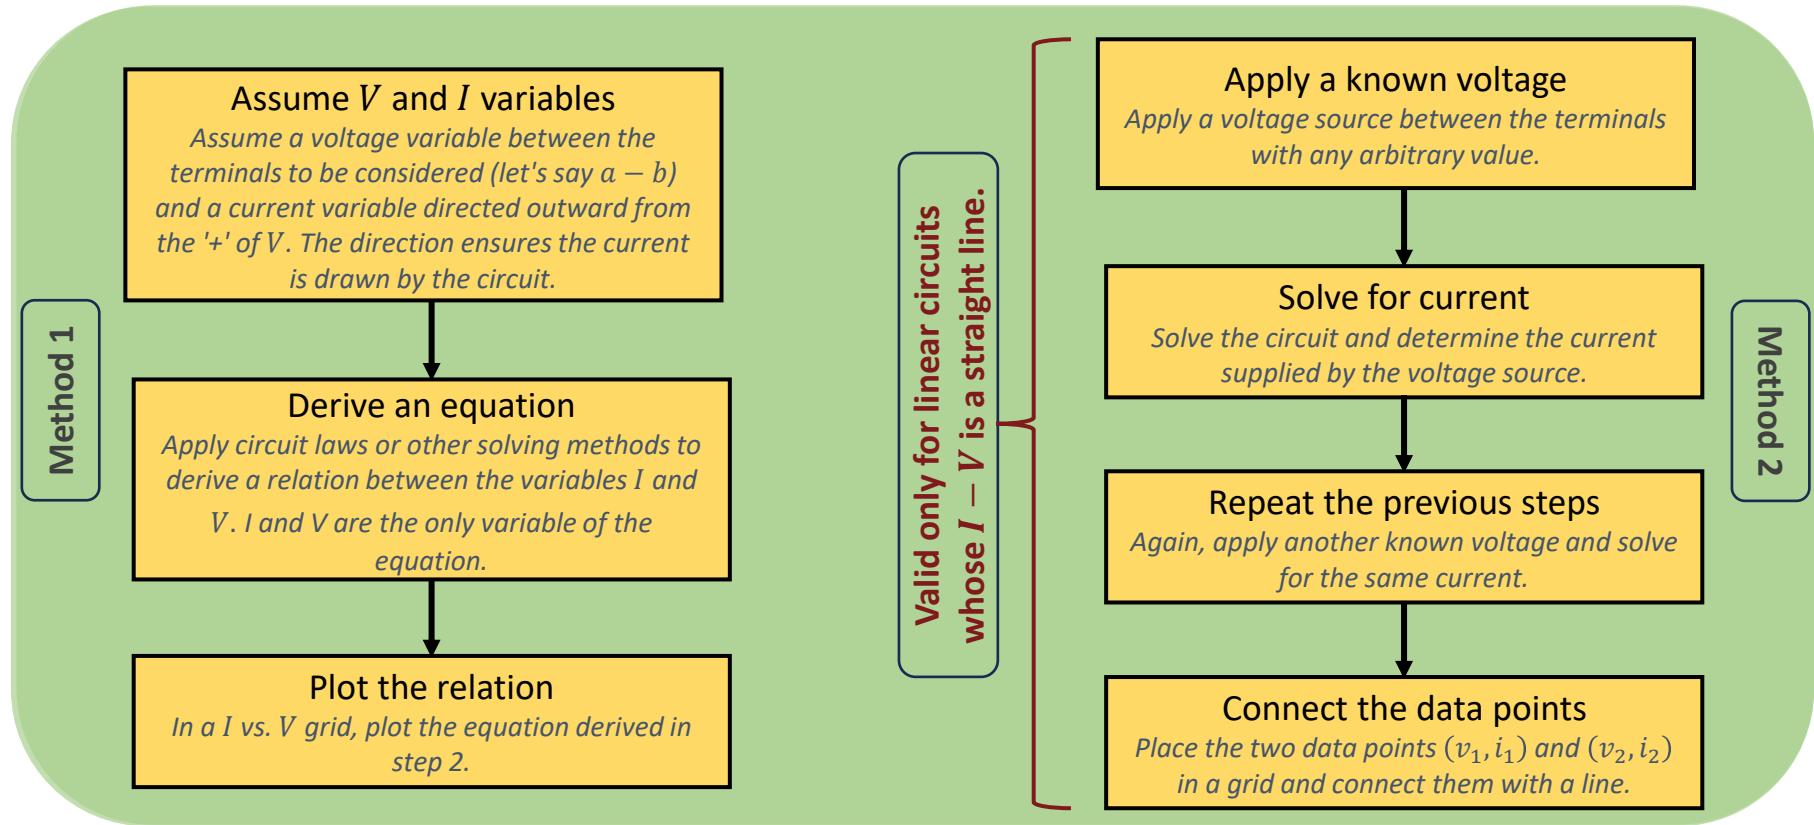 Method 1
Assume V and I variables
Assume a voltage variable between the
terminals to be considered (let's say a − b)
and a current variable directed outward from
the '+' of V. The direction ensures the current
is drawn by the circuit.
Derive an equation
Apply circuit laws or other solving methods to
derive a relation between the variables I and
V. I and V are the only variable of the
equation.
Plot the relation
In a I vs. V grid, plot the equation derived in
step 2.
Valid only for linear circuits
whose I − V is a straight line.
Apply a known voltage
Apply a voltage source between the terminals
with any arbitrary value.
Solve for current
Solve the circuit and determine the current
supplied by the voltage source.
Repeat the previous steps
Again, apply another known voltage and solve
for the same current.
Connect the data points
Place the two data points (v₁, i₁) and (v₂, i₂)
in a grid and connect them with a line.
Method 2